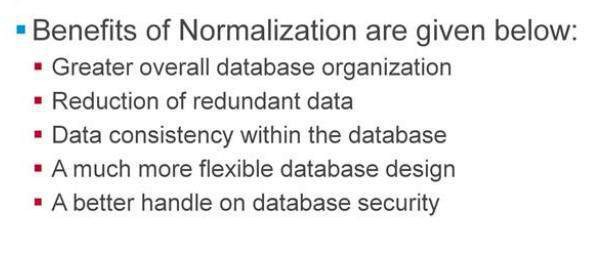 Benefits of Normalization are given below:
Greater overall database organization
Reduction of redundant data
Data consistency within the database
A much more flexible database design
A better handle on database security